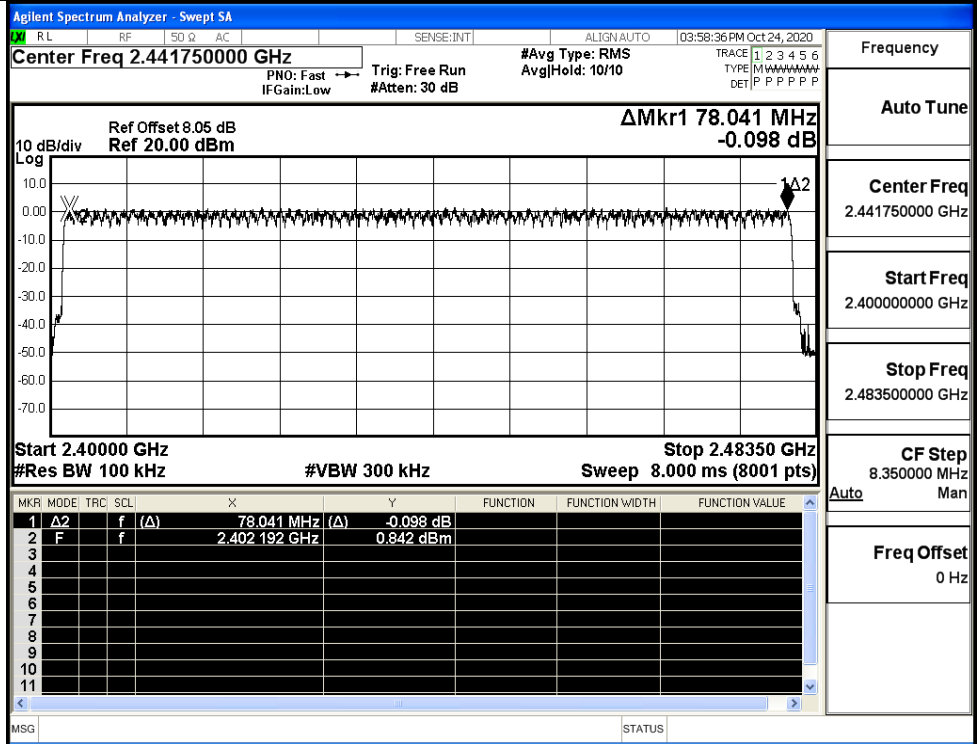 Agilent Spectrum Analyzer - Swept SA
RL RF 50 Ω AC SENSE:INT ALIGN AUTO 03:58:36 PM Oct 24, 2020
Center Freq 2.441750000 GHz
PNO: Fast
IFGain:Low
Trig: Free Run
#Atten: 30 dB
#Avg Type: RMS
Avg|Hold: 10/10
TRACE 1 2 3 4 5 6
TYPE M
DET P P P P P P
Ref Offset 8.05 dB
10 dB/div Ref 20.00 dBm
Log
ΔMkr1 78.041 MHz
-0.098 dB
10.0
0.00
-10.0
-20.0
-30.0
-40.0
-50.0
-60.0
-70.0
1Δ2
Start 2.40000 GHz Stop 2.48350 GHz
#Res BW 100 kHz #VBW 300 kHz Sweep 8.000 ms (8001 pts)
MKR MODE TRC SCL X Y FUNCTION FUNCTION WIDTH FUNCTION VALUE
1 Δ2 f (Δ) 78.041 MHz (Δ) -0.098 dB
2 F f 2.402 192 GHz 0.842 dBm
3
4
5
6
7
8
9
10
11
MSG STATUS
Frequency
Auto Tune
Center Freq
2.441750000 GHz
Start Freq
2.400000000 GHz
Stop Freq
2.483500000 GHz
CF Step
8.350000 MHz
Auto Man
Freq Offset
0 Hz